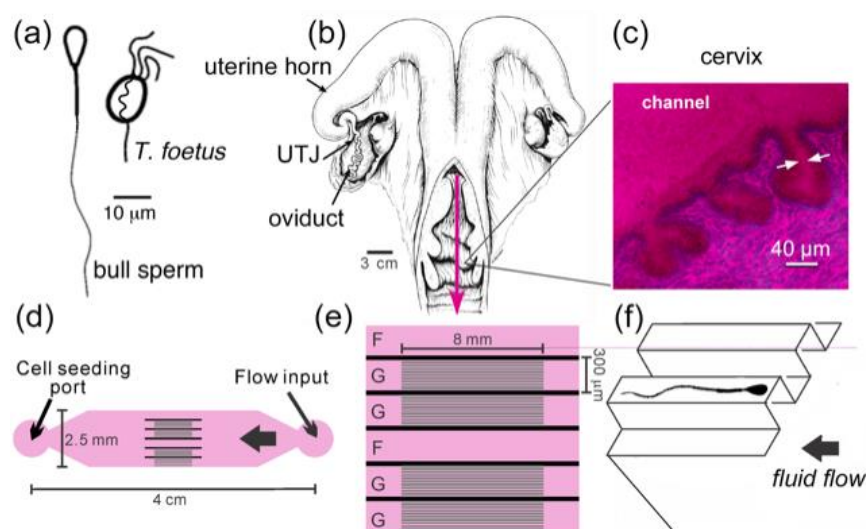 (a)
T. foetus
10 μm
bull sperm
(b)
uterine horn
UTJ
oviduct
3 cm
(c)
cervix
channel
40 μm
(d)
Cell seeding
port
Flow input
2.5 mm
4 cm
(e)
F
8 mm
G
300 μm
G
F
G
G
(f)
fluid flow